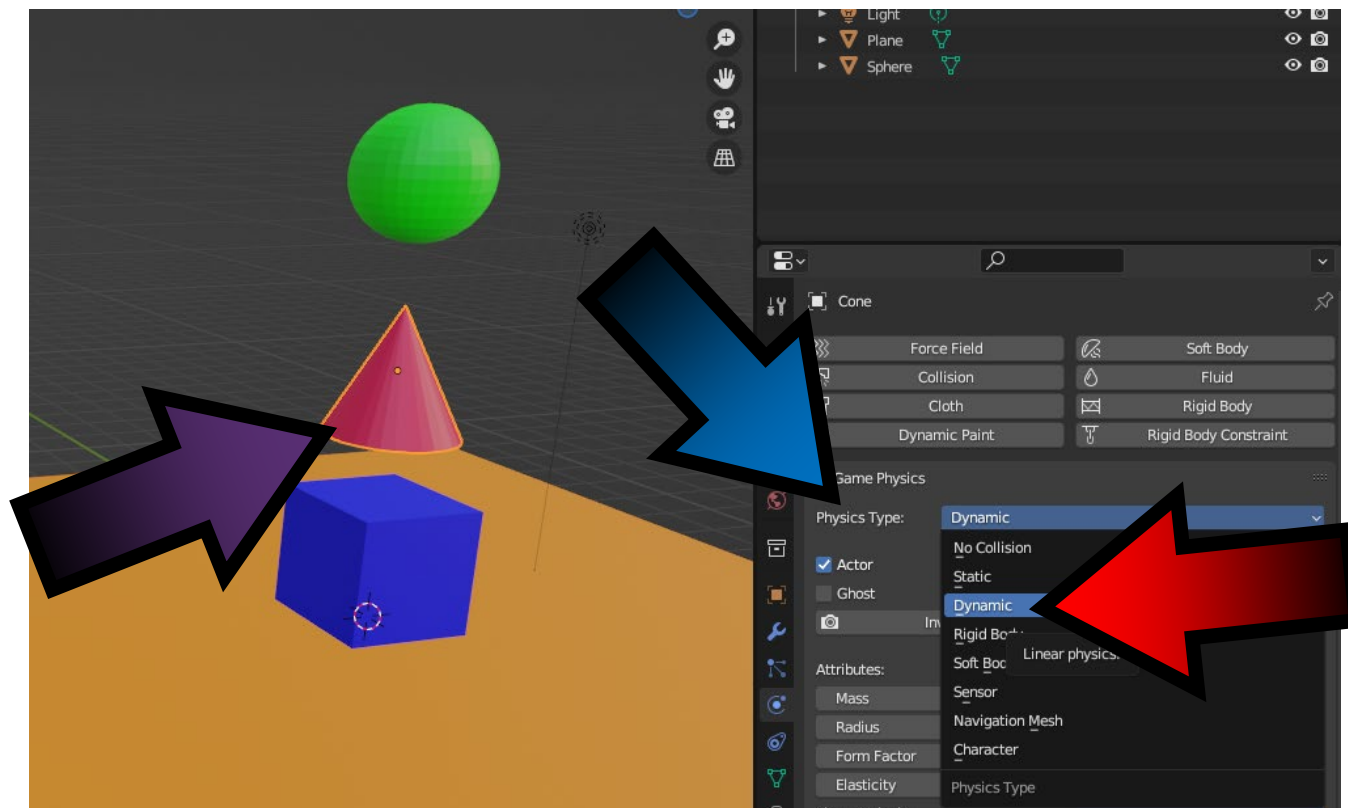 Light
Plane
Sphere
Cone
Force Field
Soft Body
Collision
Fluid
Cloth
Rigid Body
Dynamic Paint
Rigid Body Constraint
Game Physics
Physics Type:
Dynamic
No Collision
Actor
Static
Ghost
Dynamic
Rigid
Linear physics.
Soft
Attributes:
Sensor
Mass
Navigation Mesh
Radius
Character
Form Factor
Elasticity
Physics Type